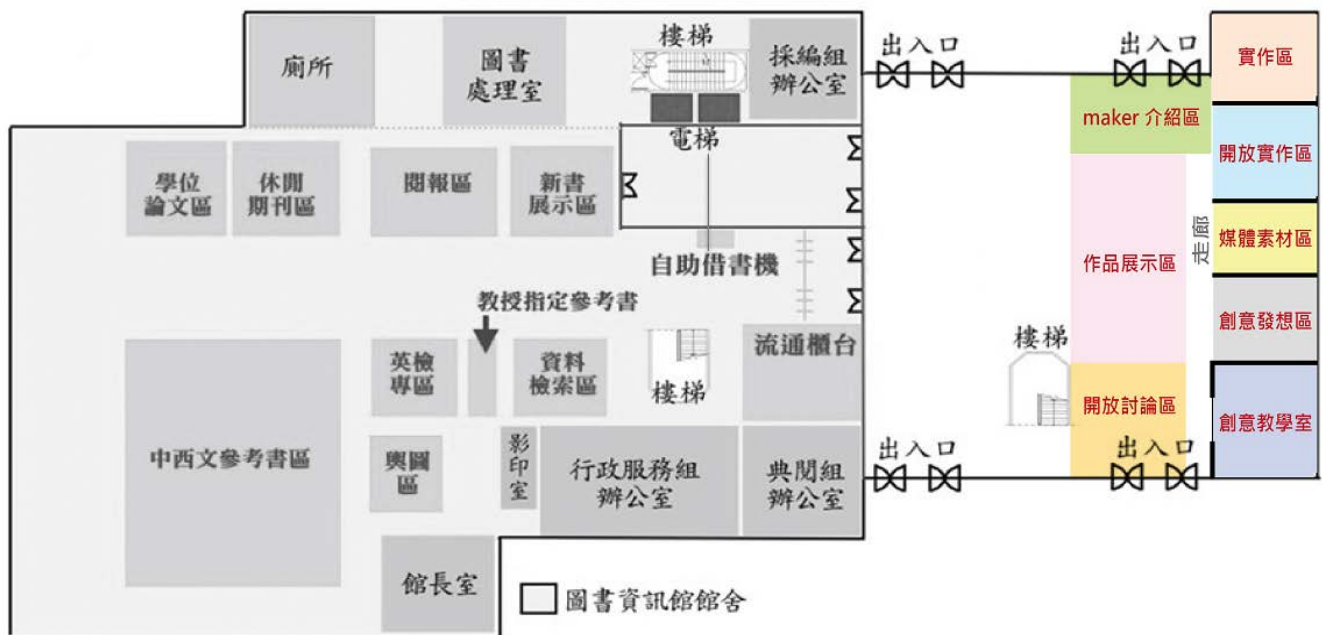 廁所
圖書
處理室
樓梯
採編組
辦公室
電梯
出入口
出入口
實作區
maker 介紹區
開放實作區
學位
論文區
休閒
期刊區
閱報區
新書
展示區
走廊
媒體素材區
作品展示區
自助借書機
教授指定參考書
創意發想區
英檢
專區
資料
檢索區
樓梯
流通櫃台
樓梯
開放討論區
創意教學室
中西文參考書區
輿圖
區
影
印
室
行政服務組
辦公室
典閱組
辦公室
出入口
出入口
館長室
圖書資訊館館舍